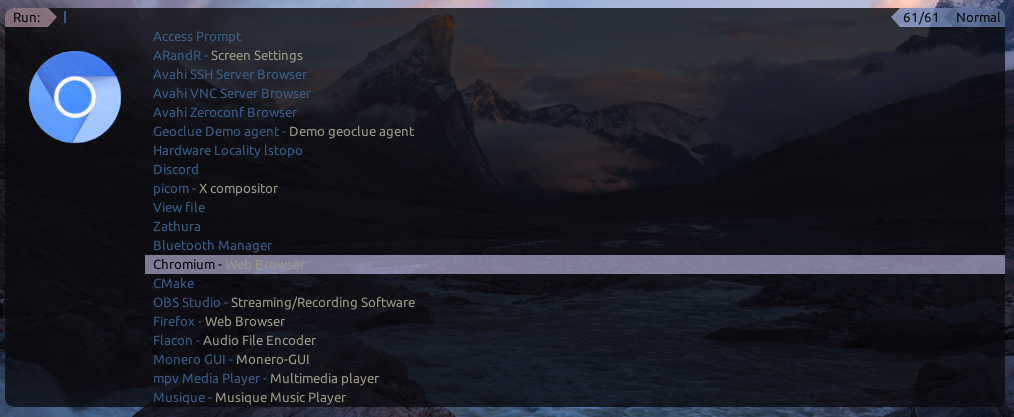 Run: 61/61 Normal
Access Prompt
ARandR - Screen Settings
Avahi SSH Server Browser
Avahi VNC Server Browser
Avahi Zeroconf Browser
Geoclue Demo agent - Demo geoclue agent
Hardware Locality lstopo
Discord
picom - X compositor
View file
Zathura
Bluetooth Manager
Chromium - Web Browser
CMake
OBS Studio - Streaming/Recording Software
Firefox - Web Browser
Flacon - Audio File Encoder
Monero GUI - Monero-GUI
mpv Media Player - Multimedia player
Musique - Musique Music Player